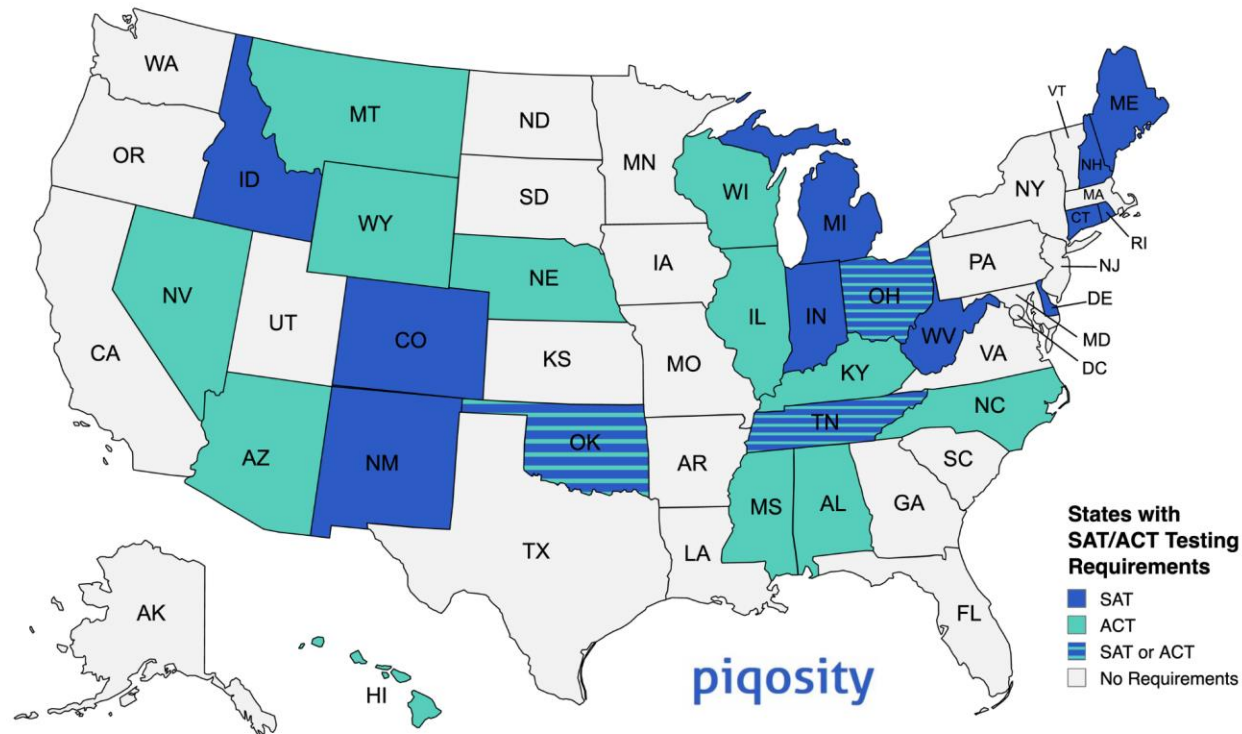 WA
MT
ND
MN
VT
ME
OR
ID
SD
WI
NH
NY
MA
WY
MI
CT
RI
IA
PA
NJ
NV
NE
OH
DE
UT
IL
IN
WV
MD
CA
CO
KS
MO
VA
DC
KY
NC
AZ
NM
OK
TN
AR
SC
MS
AL
GA
TX
LA
FL
AK
HI
States with
SAT/ACT Testing
Requirements
SAT
ACT
SAT or ACT
No Requirements
piqosity